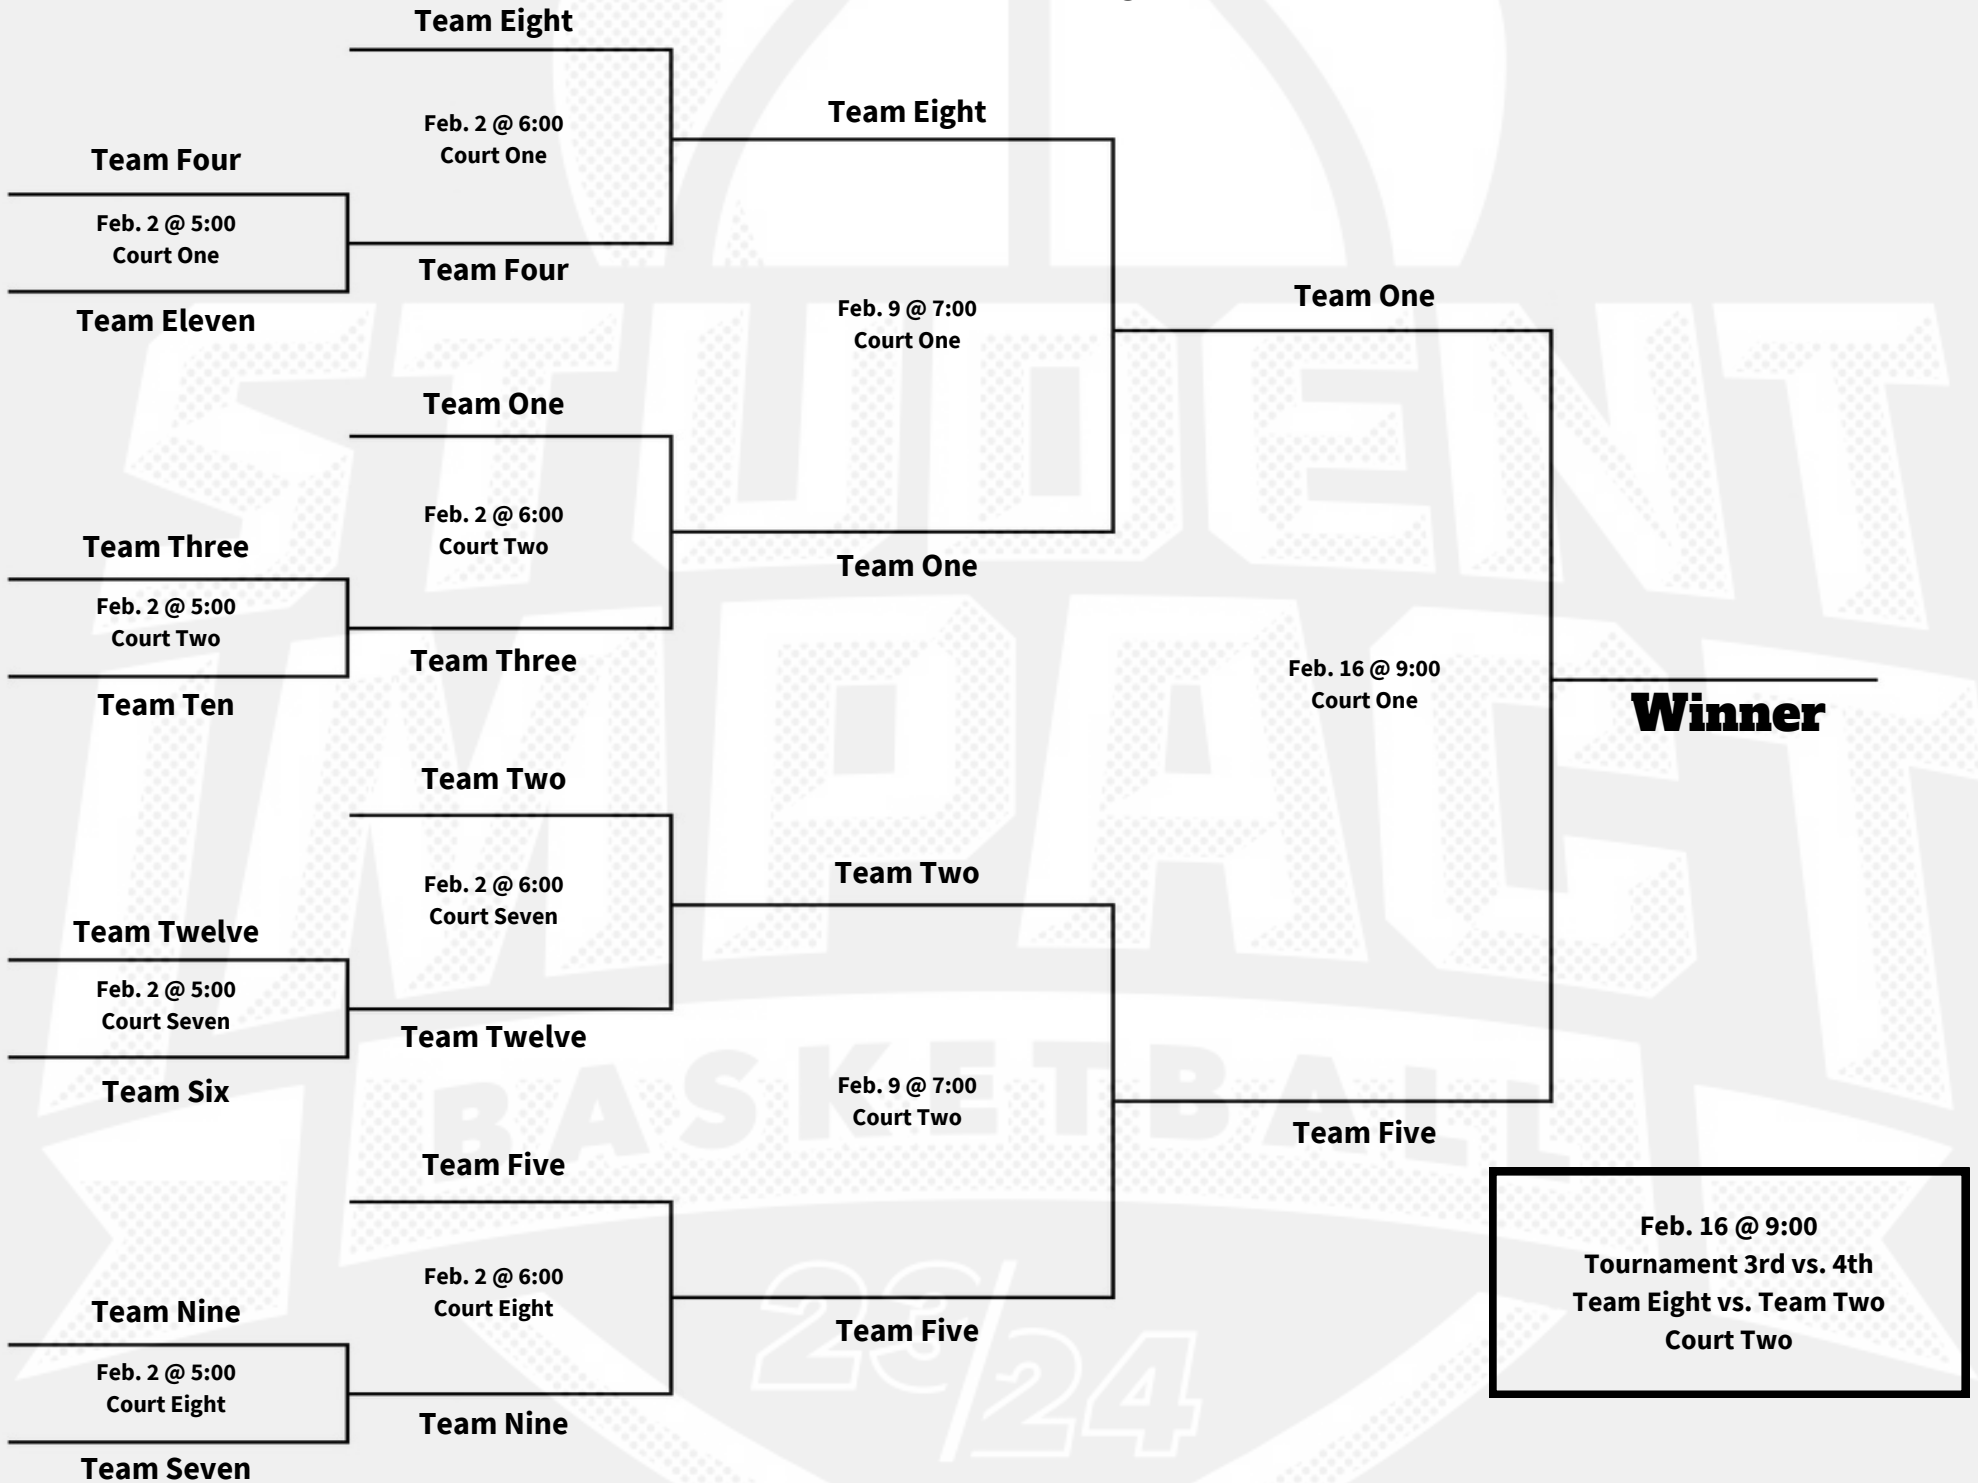 Team Eight
Feb. 2 @ 6:00
Court One
Team Eight
Team Four
Feb. 2 @ 5:00
Court One
Team Four
Team Eleven
Feb. 9 @ 7:00
Court One
Team One
Team One
Feb. 2 @ 6:00
Court Two
Team Three
Team One
Feb. 2 @ 5:00
Court Two
Team Three
Team Ten
Feb. 16 @ 9:00
Court One
Winner
Team Two
Feb. 2 @ 6:00
Court Seven
Team Two
Team Twelve
Feb. 2 @ 5:00
Court Seven
Team Twelve
Team Six
Feb. 9 @ 7:00
Court Two
Team Five
Team Five
Feb. 2 @ 6:00
Court Eight
Team Five
Team Nine
Feb. 2 @ 5:00
Court Eight
Team Nine
Team Seven
Feb. 16 @ 9:00
Tournament 3rd vs. 4th
Team Eight vs. Team Two
Court Two
STUDENT
IMPACT
BASKETBALL
23/24